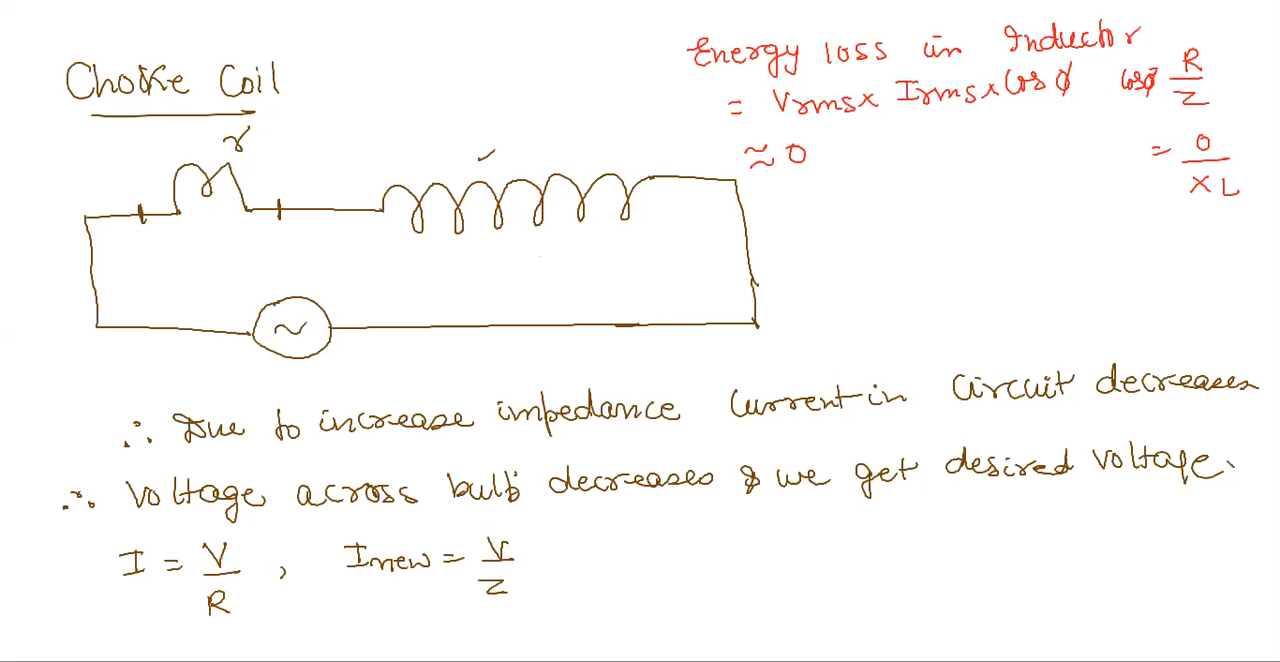 Choke Coil
Energy loss in Inductor
= Vrms x Irms x Cos ϕ cosϕ R/Z
≈ 0 = 0/XL
r
~
∴ Due to increase impedance Current in Circuit decreases
∴ Voltage across bulb decreases & we get desired voltage.
I = V/R , Inew = V/Z